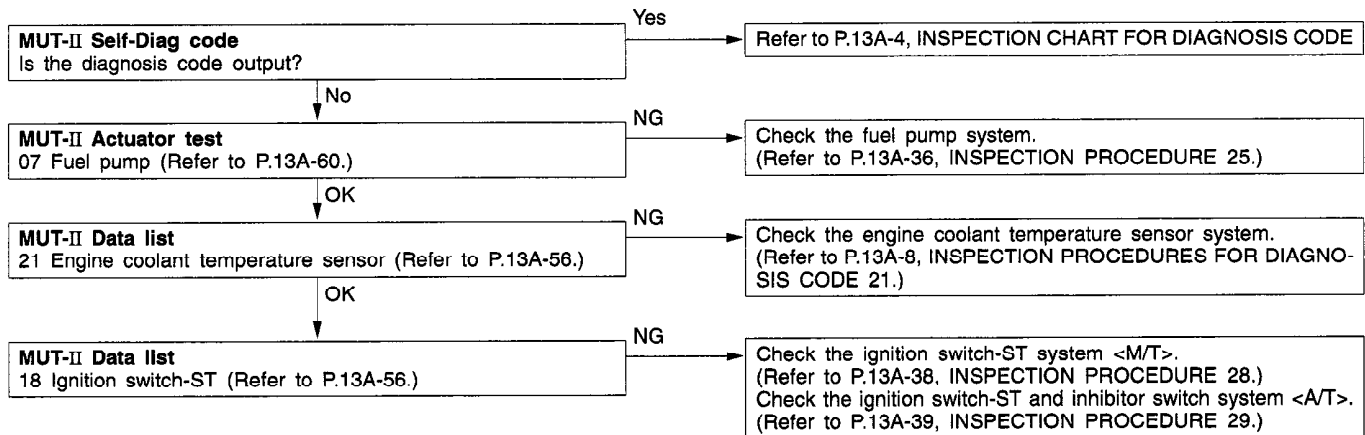 MUT-II Self-Diag code
Is the diagnosis code output?
Yes
Refer to P.13A-4, INSPECTION CHART FOR DIAGNOSIS CODE
No
MUT-II Actuator test
07 Fuel pump (Refer to P.13A-60.)
NG
Check the fuel pump system.
(Refer to P.13A-36, INSPECTION PROCEDURE 25.)
OK
MUT-II Data list
21 Engine coolant temperature sensor (Refer to P.13A-56.)
NG
Check the engine coolant temperature sensor system.
(Refer to P.13A-8, INSPECTION PROCEDURES FOR DIAGNO-
SIS CODE 21.)
OK
MUT-II Data list
18 Ignition switch-ST (Refer to P.13A-56.)
NG
Check the ignition switch-ST system <M/T>.
(Refer to P.13A-38. INSPECTION PROCEDURE 28.)
Check the ignition switch-ST and inhibitor switch system <A/T>.
(Refer to P.13A-39, INSPECTION PROCEDURE 29.)